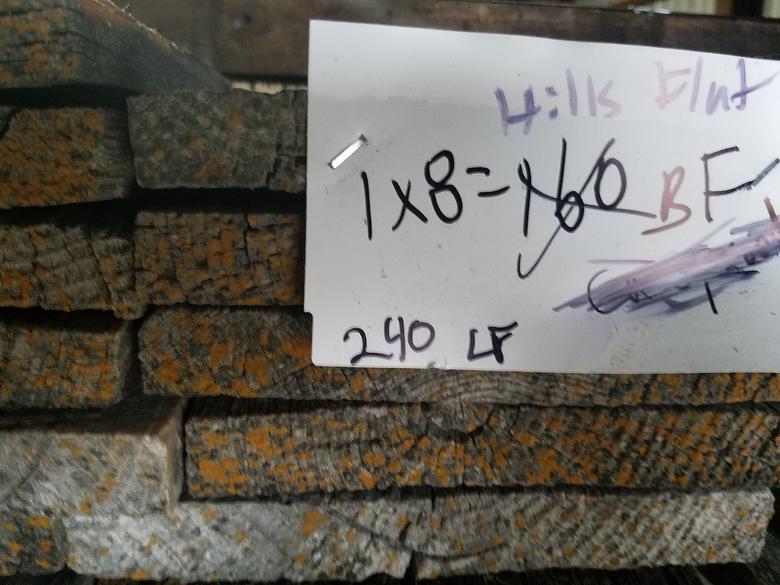 Hills Flat
1x8=160 BF
240 LF